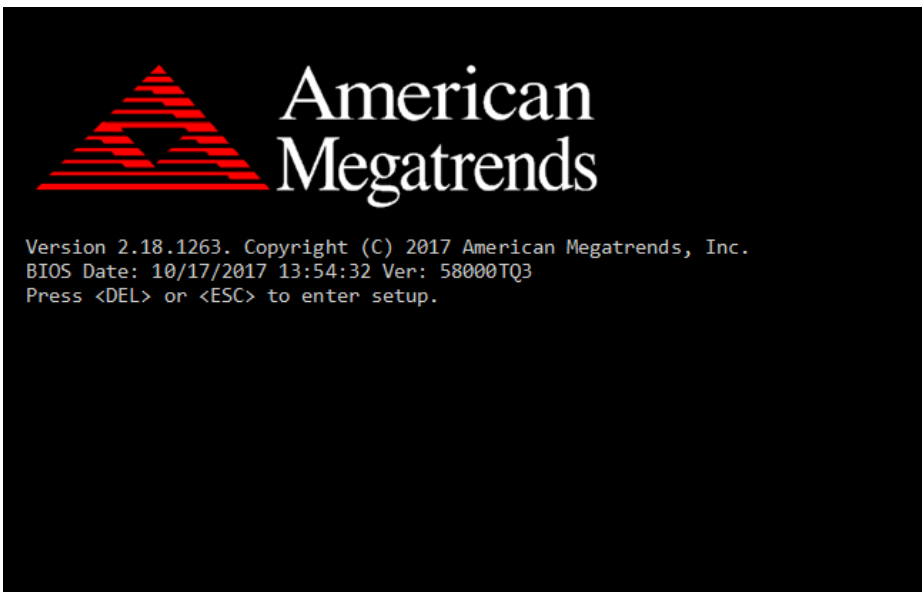 American
Megatrends
Version 2.18.1263. Copyright (C) 2017 American Megatrends, Inc.
BIOS Date: 10/17/2017 13:54:32 Ver: 58000TQ3
Press <DEL> or <ESC> to enter setup.